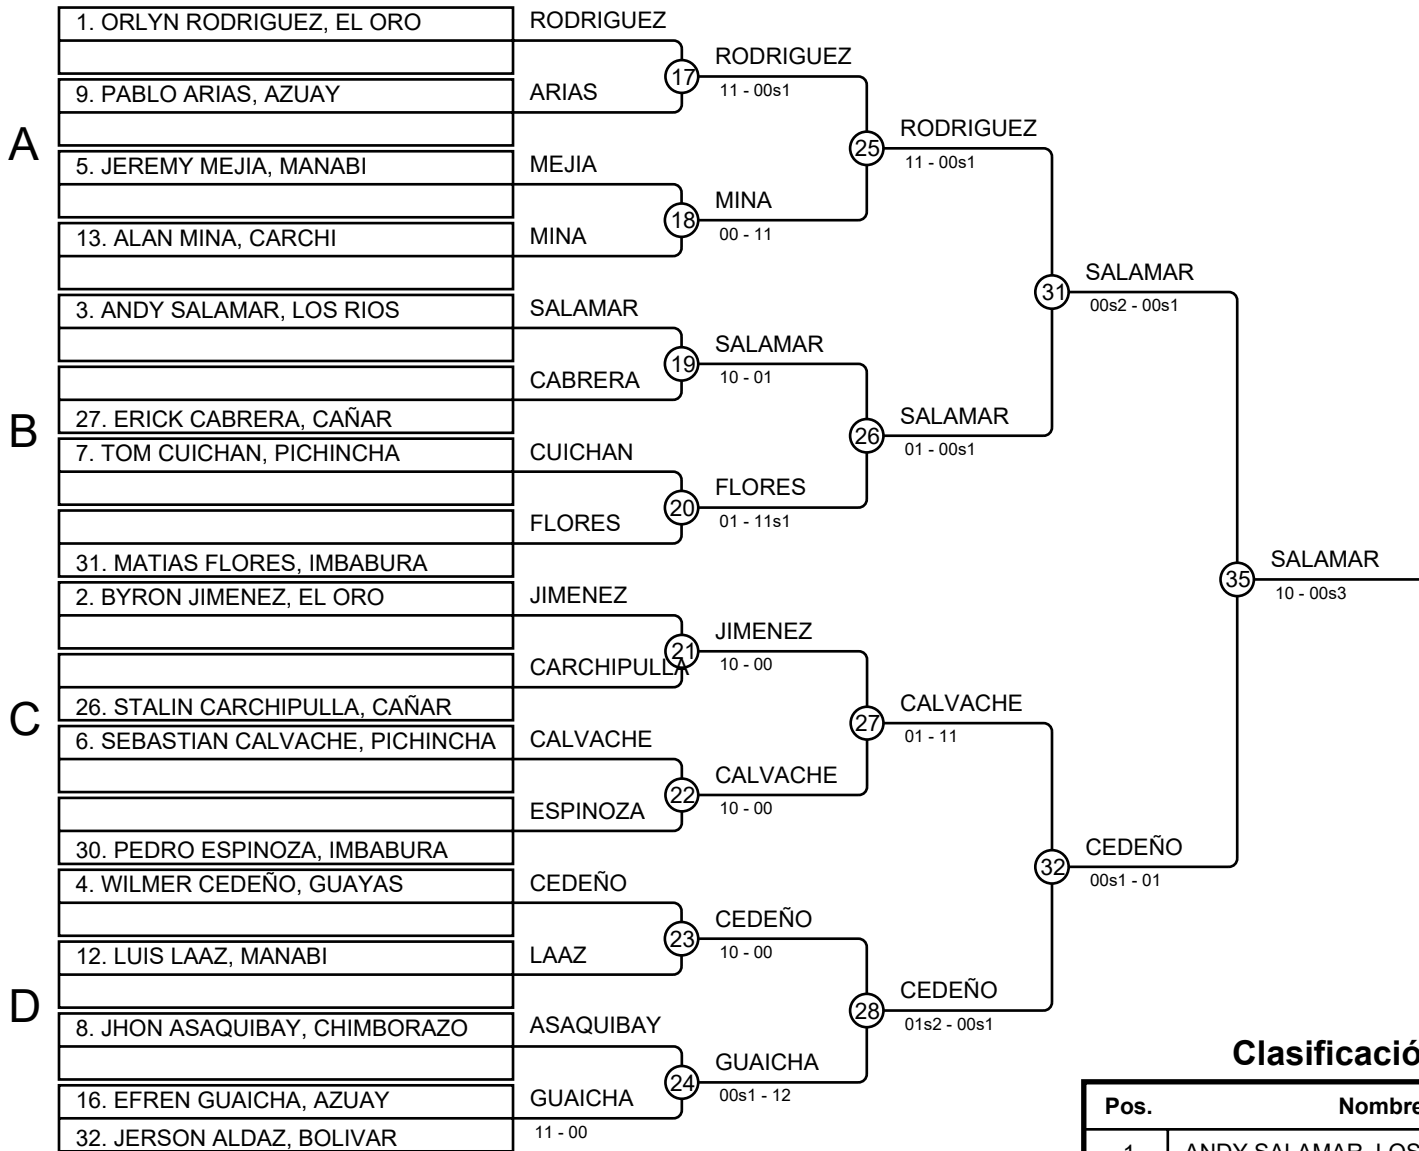 A
B
C
D
1. ORLYN RODRIGUEZ, EL ORO
9. PABLO ARIAS, AZUAY
5. JEREMY MEJIA, MANABI
13. ALAN MINA, CARCHI
3. ANDY SALAMAR, LOS RIOS
27. ERICK CABRERA, CAÑAR
7. TOM CUICHAN, PICHINCHA
31. MATIAS FLORES, IMBABURA
2. BYRON JIMENEZ, EL ORO
26. STALIN CARCHIPULLA, CAÑAR
6. SEBASTIAN CALVACHE, PICHINCHA
30. PEDRO ESPINOZA, IMBABURA
4. WILMER CEDEÑO, GUAYAS
12. LUIS LAAZ, MANABI
8. JHON ASAQUIBAY, CHIMBORAZO
16. EFREN GUAICHA, AZUAY
32. JERSON ALDAZ, BOLIVAR
RODRIGUEZ
ARIAS
MEJIA
MINA
SALAMAR
CABRERA
CUICHAN
FLORES
JIMENEZ
CARCHIPULLA
CALVACHE
ESPINOZA
CEDEÑO
LAAZ
ASAQUIBAY
GUAICHA
11 - 00
17
RODRIGUEZ
11 - 00s1
18
MINA
00 - 11
19
SALAMAR
10 - 01
20
FLORES
01 - 11s1
21
JIMENEZ
10 - 00
22
CALVACHE
10 - 00
23
CEDEÑO
10 - 00
24
GUAICHA
00s1 - 12
25
RODRIGUEZ
11 - 00s1
26
SALAMAR
01 - 00s1
27
CALVACHE
01 - 11
28
CEDEÑO
01s2 - 00s1
31
SALAMAR
00s2 - 00s1
32
CEDEÑO
00s1 - 01
35
SALAMAR
10 - 00s3
Clasificació
Pos. Nombre
1 ANDY SALAMAR, LOS